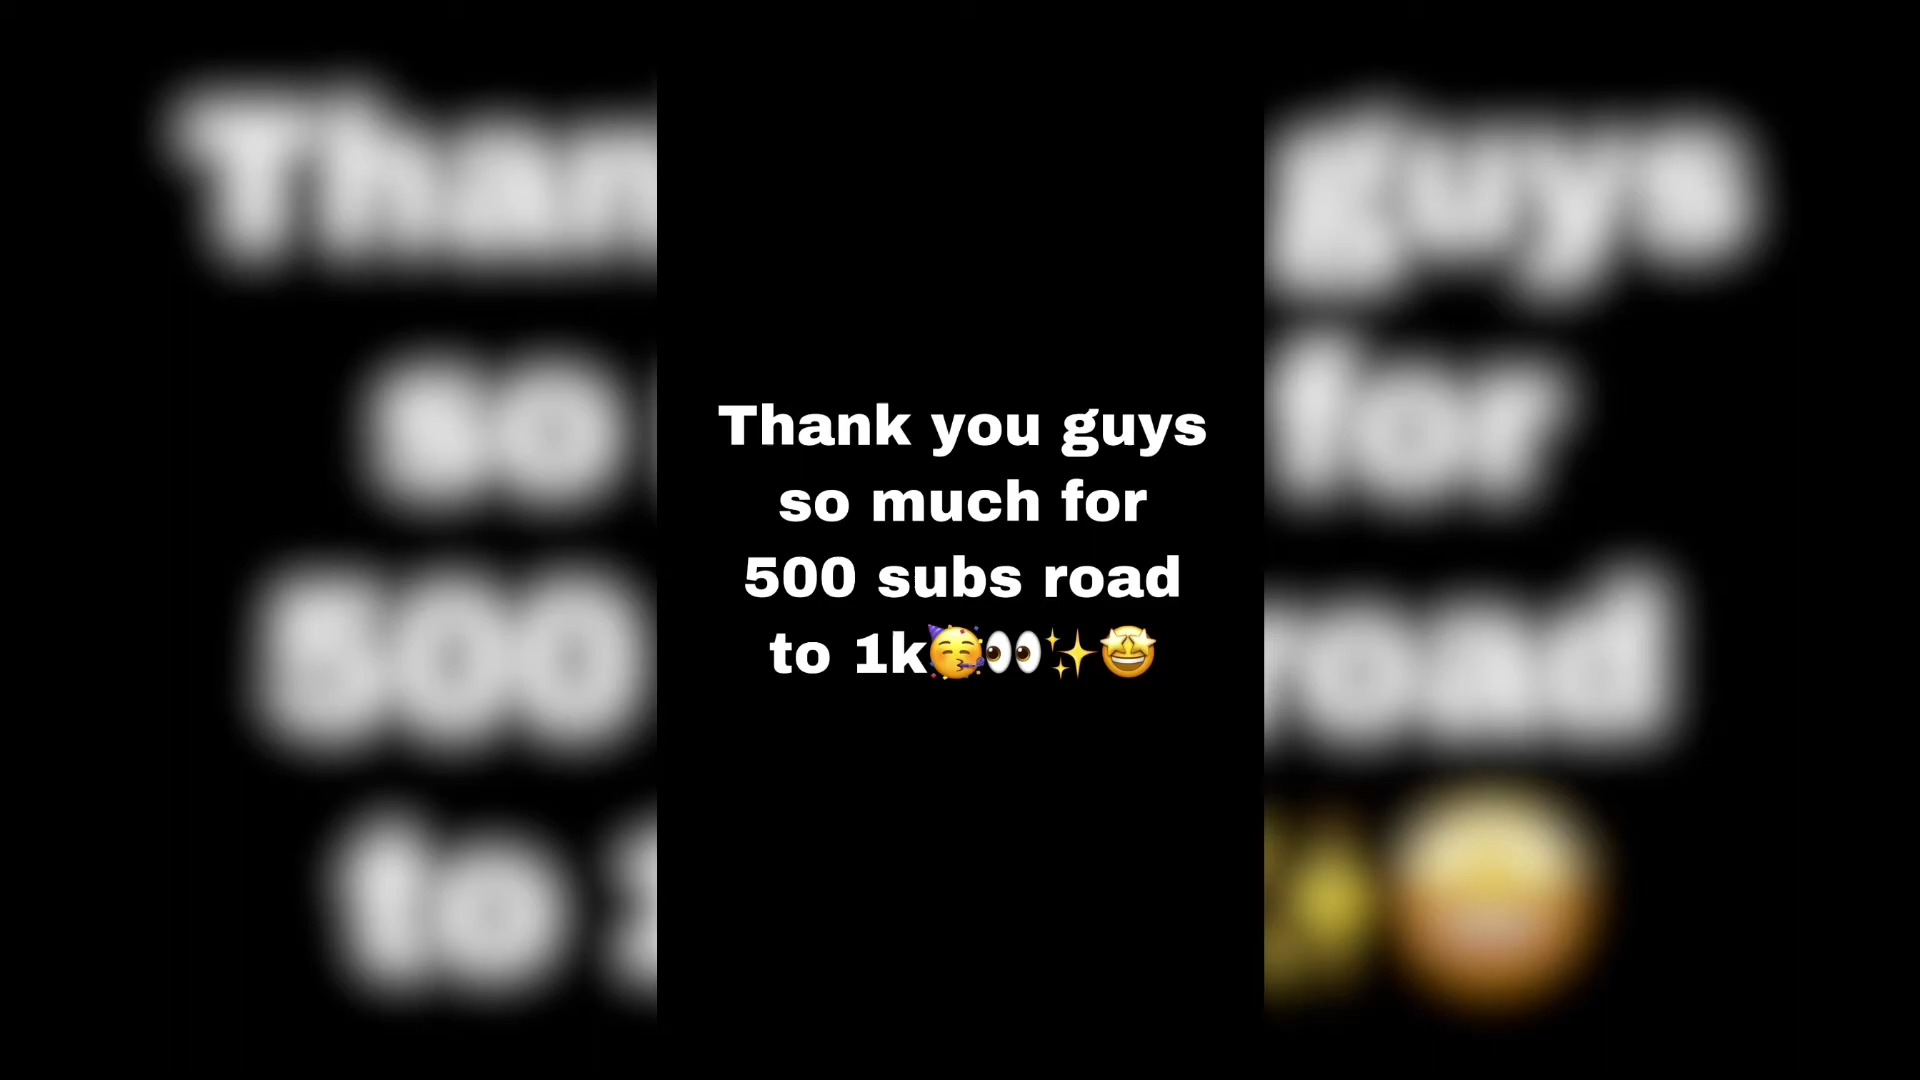 Thank you guys
so much for
500 subs road
to 1k🥳👀✨🤩